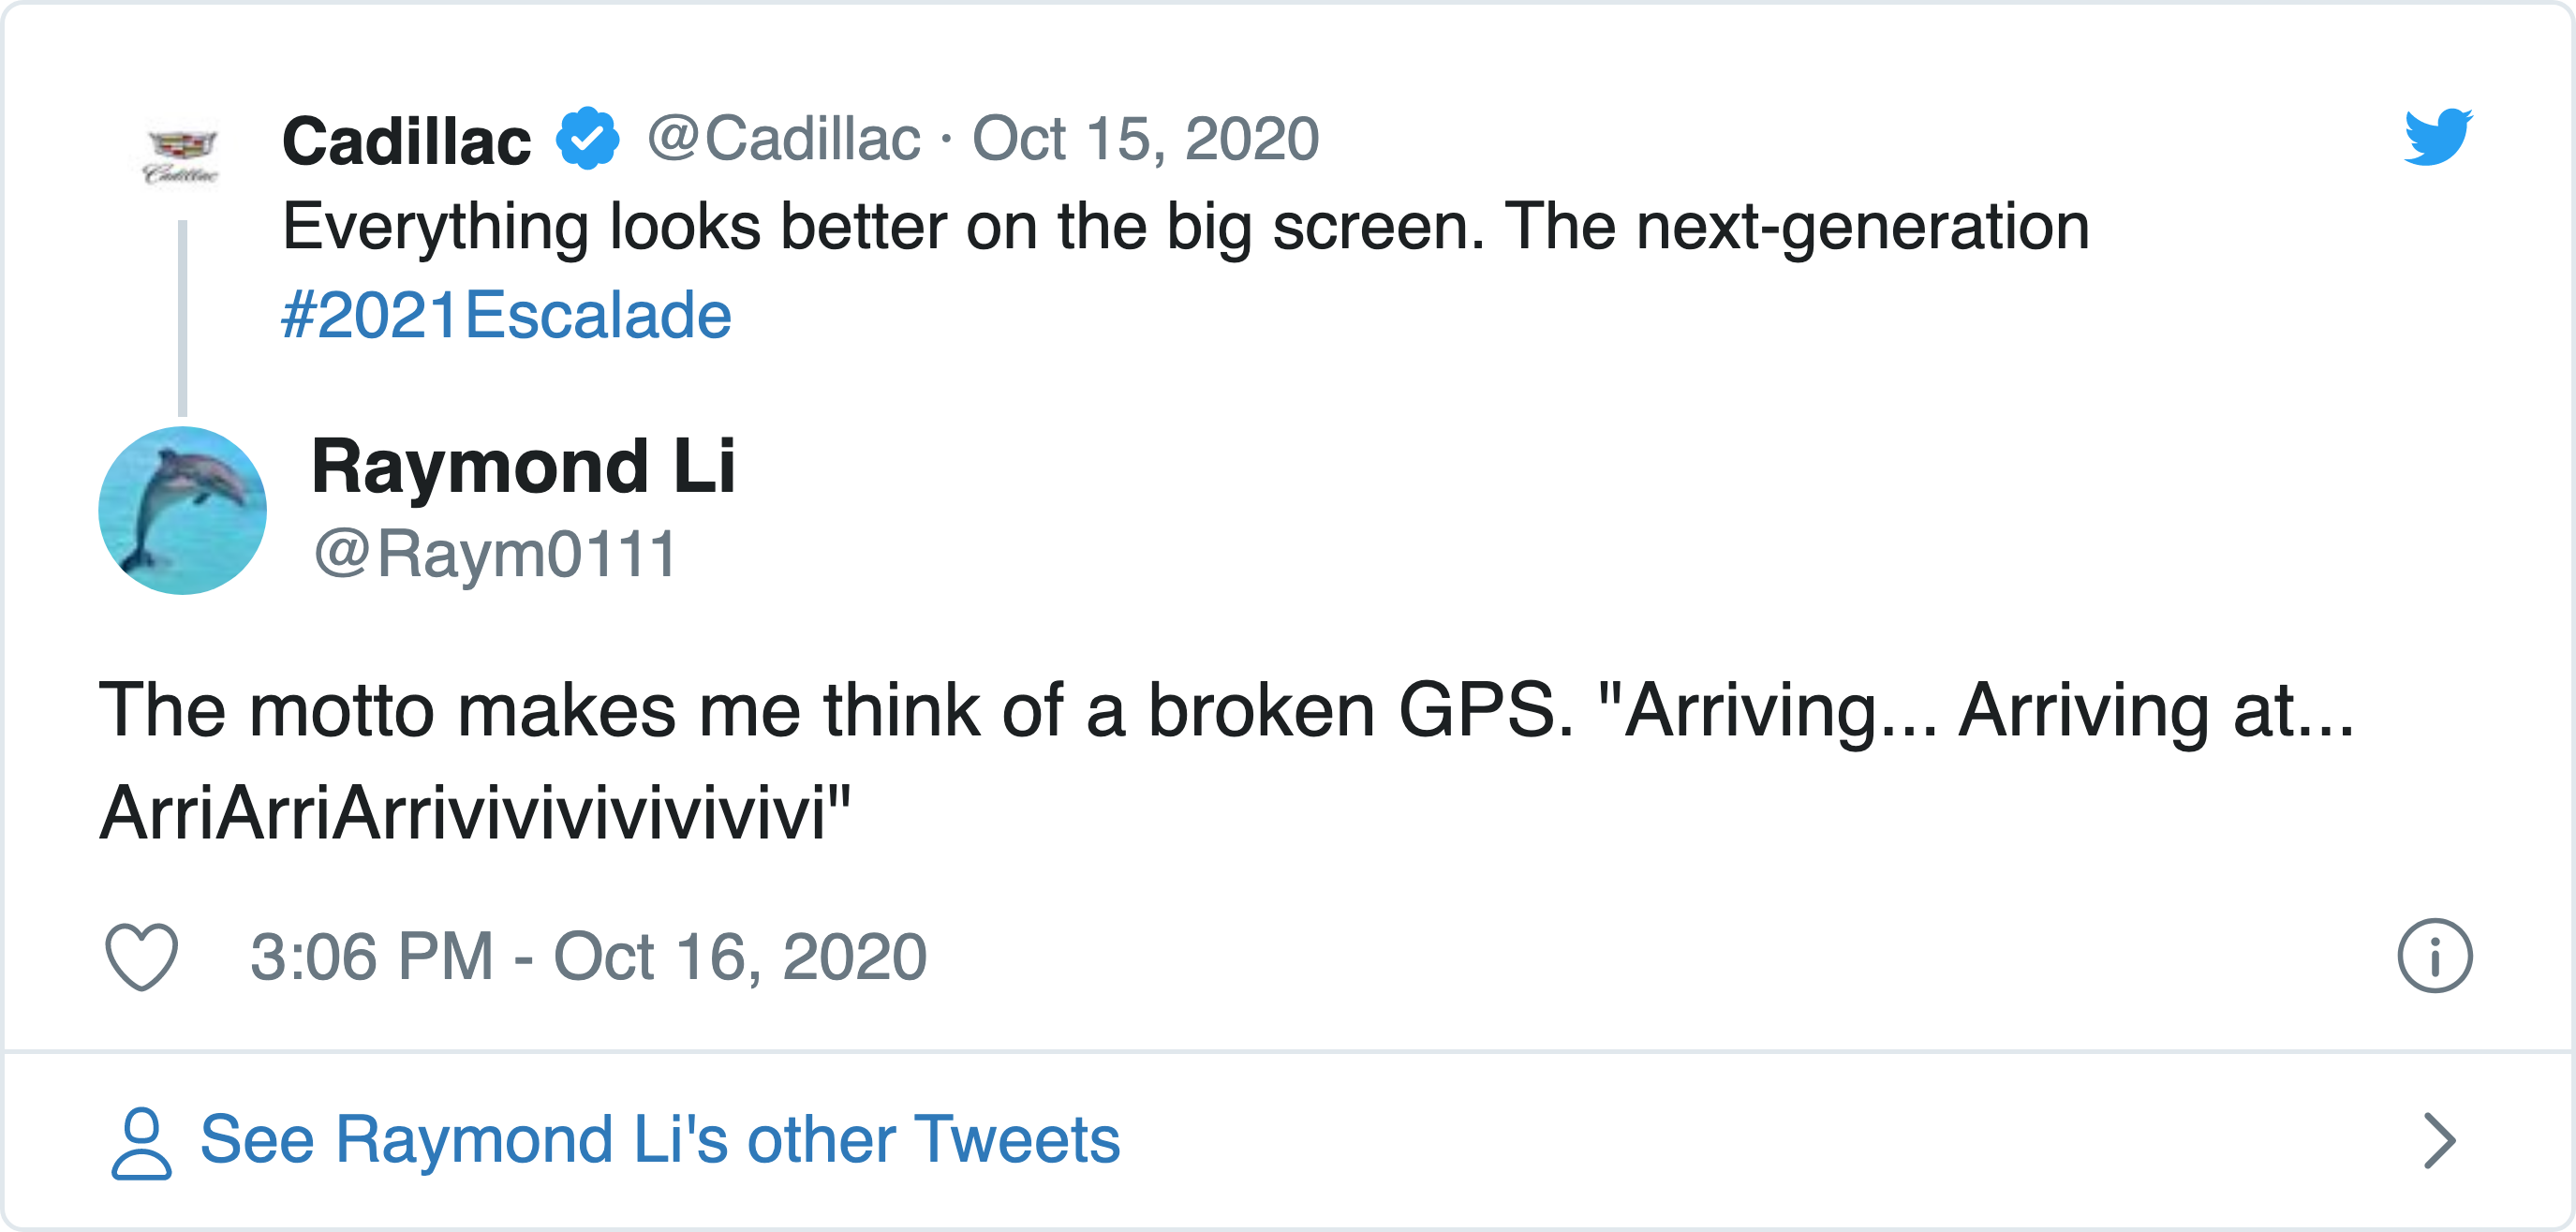 Cadillac @Cadillac · Oct 15, 2020
Cadillac
Everything looks better on the big screen. The next-generation
#2021Escalade
Raymond Li
@Raym0111
The motto makes me think of a broken GPS. "Arriving... Arriving at...
ArriArriArrivivivivivivivi"
3:06 PM - Oct 16, 2020
See Raymond Li's other Tweets